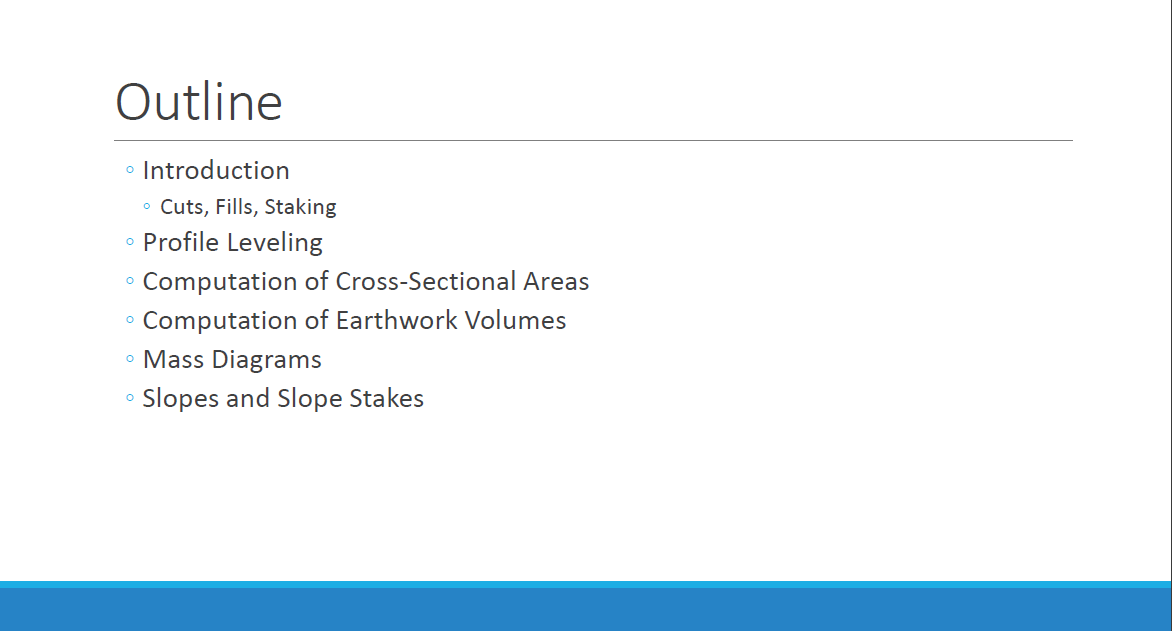 Outline
◦ Introduction
◦ Cuts, Fills, Staking
◦ Profile Leveling
◦ Computation of Cross-Sectional Areas
◦ Computation of Earthwork Volumes
◦ Mass Diagrams
◦ Slopes and Slope Stakes